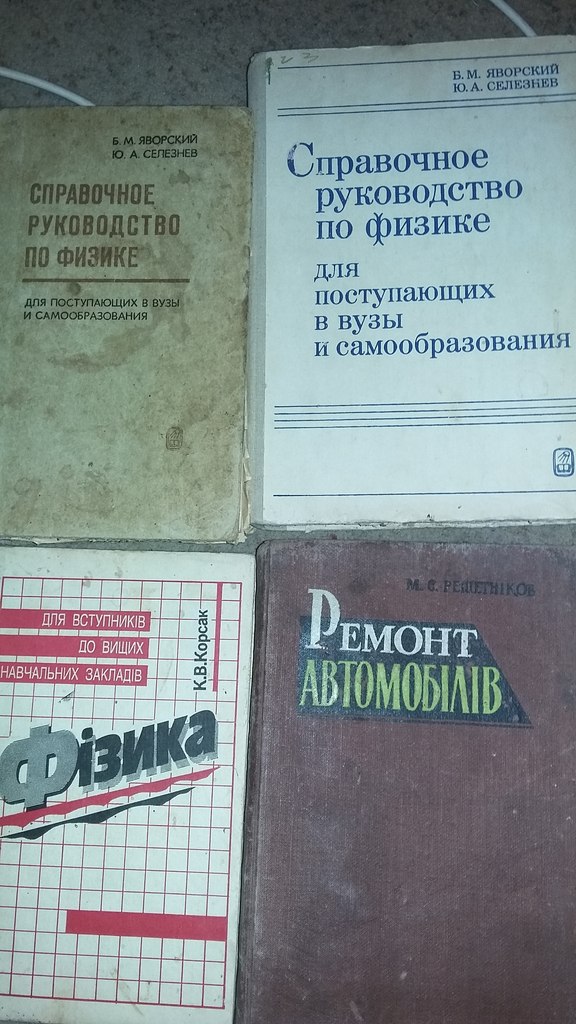 Б. М. ЯВОРСКИЙ
Ю. А. СЕЛЕЗНЕВ
СПРАВОЧНОЕ
РУКОВОДСТВО
ПО ФИЗИКЕ
ДЛЯ ПОСТУПАЮЩИХ В ВУЗЫ
И САМООБРАЗОВАНИЯ
Б. М. ЯВОРСКИЙ
Ю. А. СЕЛЕЗНЕВ
Справочное
руководство
по физике
для
поступающих
в вузы
и самообразования
ДЛЯ ВСТУПНИКІВ
ДО ВИЩИХ
НАВЧАЛЬНИХ ЗАКЛАДІВ
К.В.Корсак
Фізика
М. С. РЕШЕТНІКОВ
РЕМОНТ
АВТОМОБІЛІВ